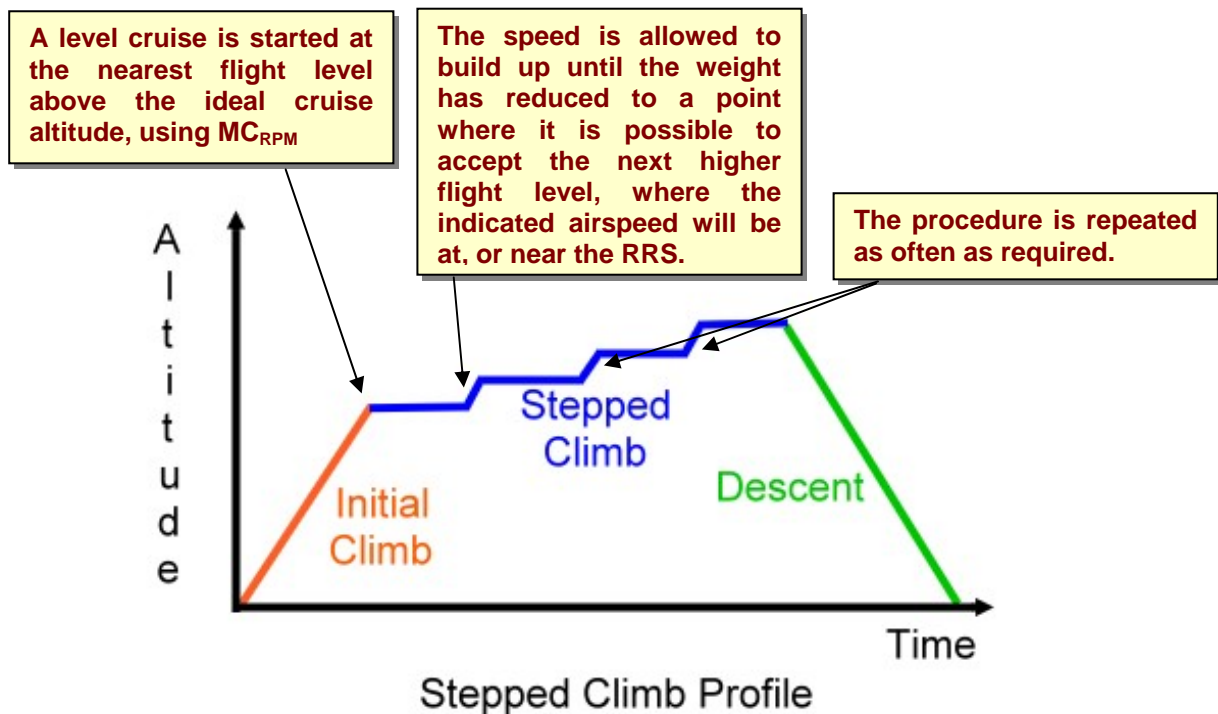 A level cruise is started at
the nearest flight level
above the ideal cruise
altitude, using MCRPM
The speed is allowed to
build up until the weight
has reduced to a point
where it is possible to
accept the next higher
flight level, where the
indicated airspeed will be
at, or near the RRS.
The procedure is repeated
as often as required.
Altitude
Initial
Climb
Stepped
Climb
Descent
Time
Stepped Climb Profile